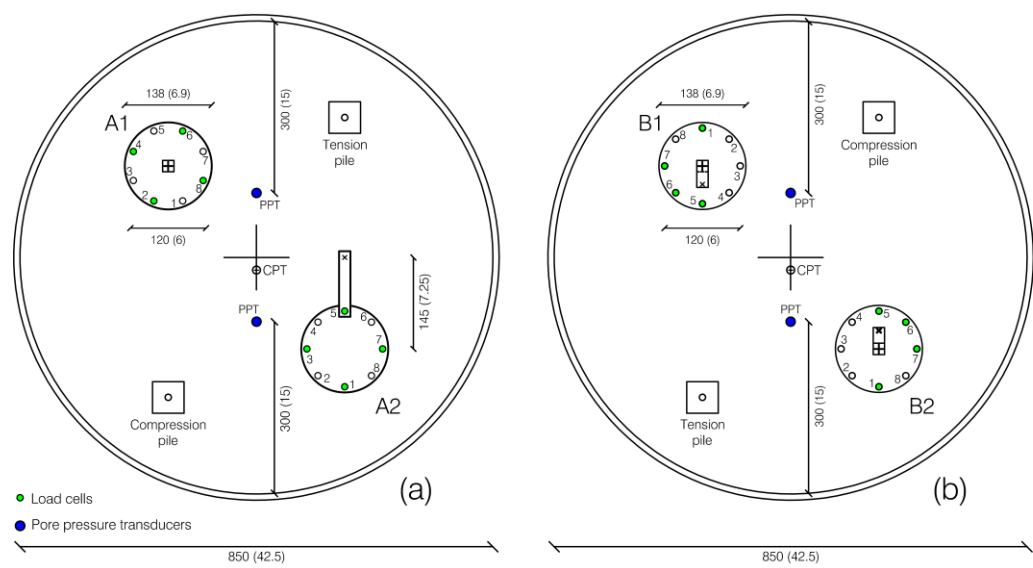 138 (6.9)
A1
5
6
4
7
3
8
2
1
120 (6)
300 (15)
Tension
pile
PPT
CPT
PPT
145 (7.25)
5
4
6
3
7
2
8
1
A2
300 (15)
Compression
pile
(a)
Load cells
Pore pressure transducers
850 (42.5)
138 (6.9)
B1
8
1
2
7
3
6
4
5
120 (6)
300 (15)
Compression
pile
PPT
CPT
PPT
5
4
6
3
7
2
8
1
B2
300 (15)
Tension
pile
(b)
850 (42.5)